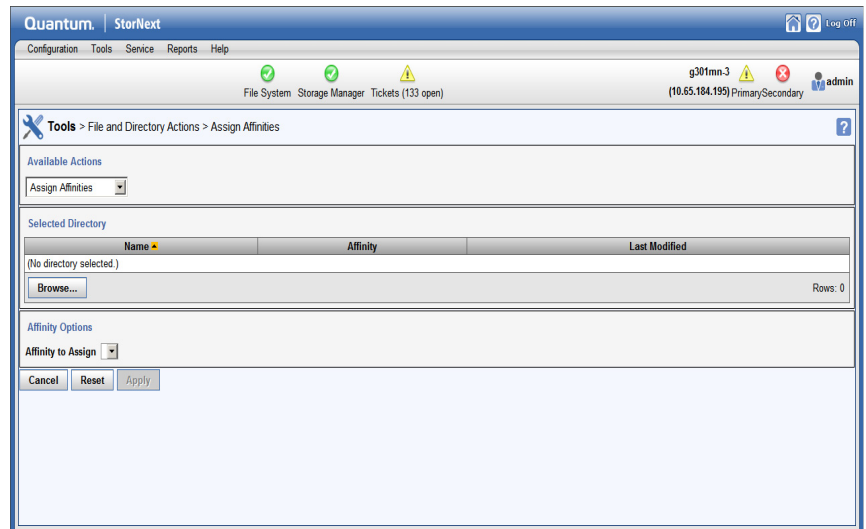 Quantum. | StorNext
Log Off
Configuration Tools Service Reports Help
g301mn-3
File System Storage Manager Tickets (133 open)
(10.65.184.195) Primary Secondary
admin
Tools > File and Directory Actions > Assign Affinities
?
Available Actions
Assign Affinities
Selected Directory
Name Affinity Last Modified
(No directory selected.)
Browse... Rows: 0
Affinity Options
Affinity to Assign
Cancel Reset Apply